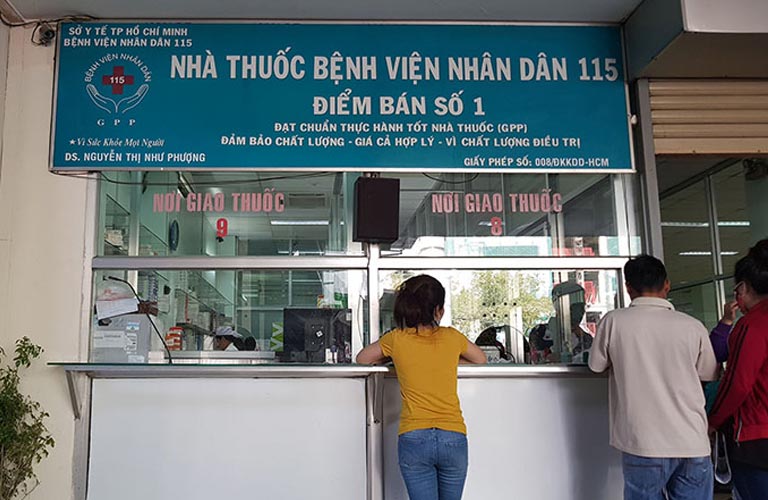 SỞ Y TẾ TP HỒ CHÍ MINH
BỆNH VIỆN NHÂN DÂN 115
BỆNH VIỆN NHÂN DÂN
115
G P P
★Vì Sức Khỏe Mọi Người
DS. NGUYỄN THỊ NHƯ PHƯỢNG
NHÀ THUỐC BỆNH VIỆN NHÂN DÂN 115
ĐIỂM BÁN SỐ 1
ĐẠT CHUẨN THỰC HÀNH TỐT NHÀ THUỐC (GPP)
ĐẢM BẢO CHẤT LƯỢNG - GIÁ CẢ HỢP LÝ - VÌ CHẤT LƯỢNG ĐIỀU TRỊ
GIẤY PHÉP SỐ: 008/ĐKKDD-HCM
NƠI GIAO THUỐC
9
NƠI GIAO THUỐC
8